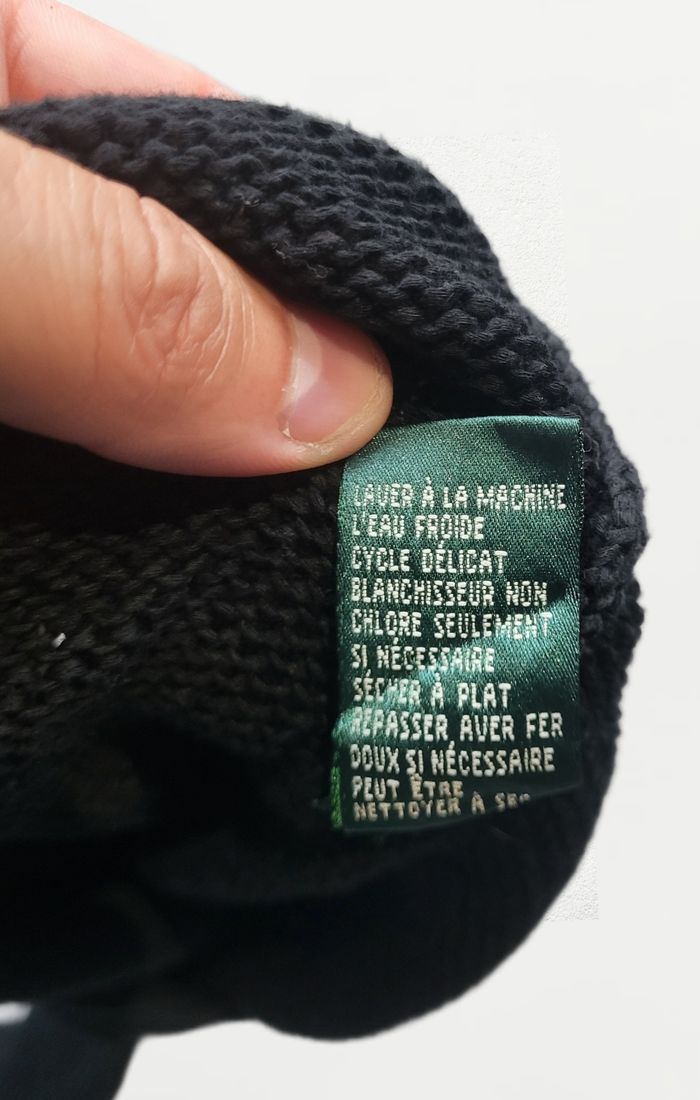 LAVER À LA MACHINE
L'EAU FROIDE
CYCLE DÉLICAT
BLANCHISSEUR NON
CHLORE SEULEMENT
SI NÉCESSAIRE
SÉCHER À PLAT
REPASSER AVER FER
DOUX SI NÉCESSAIRE
PEUT ÊTRE
NETTOYER À